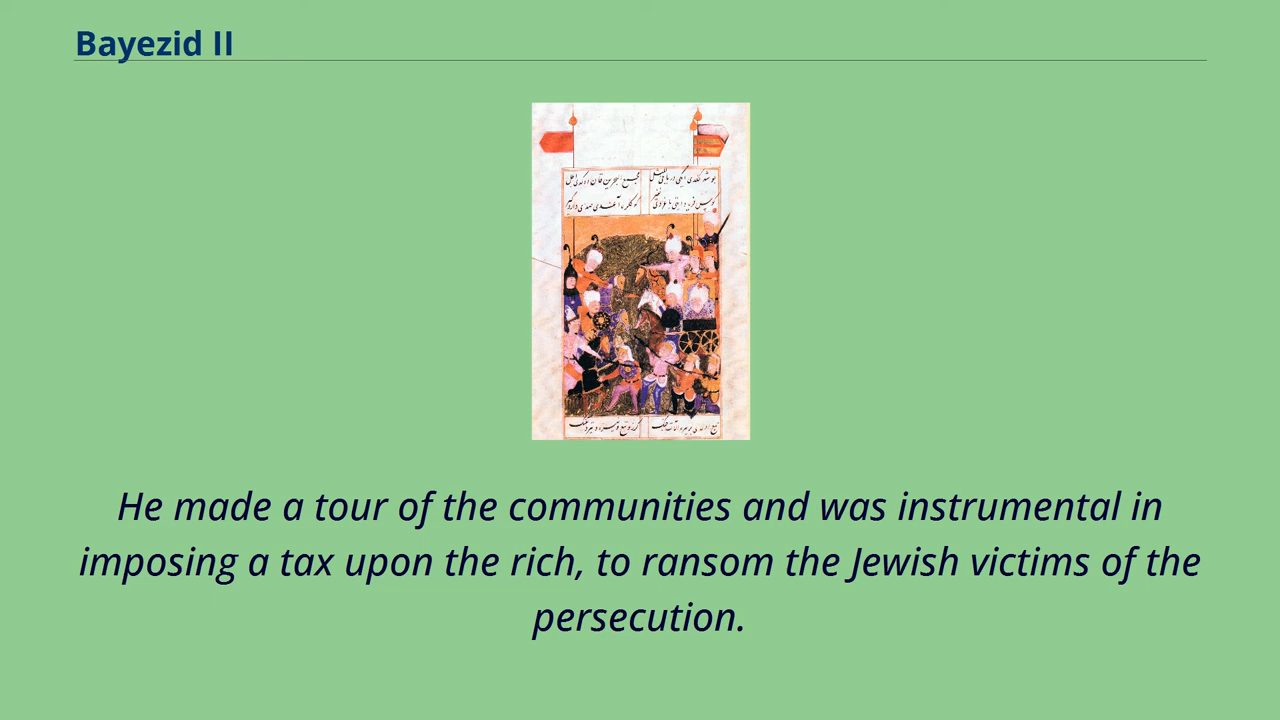 Bayezid II
He made a tour of the communities and was instrumental in
imposing a tax upon the rich, to ransom the Jewish victims of the
persecution.